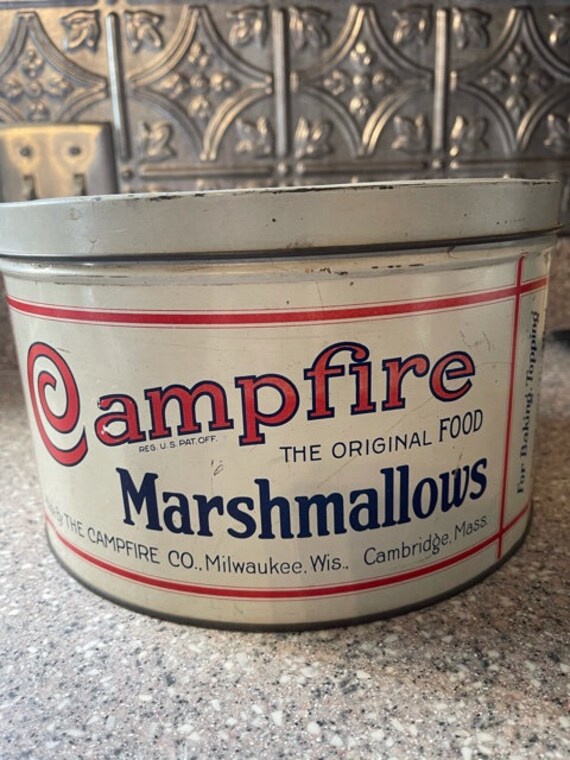 Campfire
REG. U.S. PAT. OFF.
THE ORIGINAL FOOD
Marshmallows
THE CAMPFIRE CO., Milwaukee, Wis., Cambridge, Mass.
For Baking, Topping